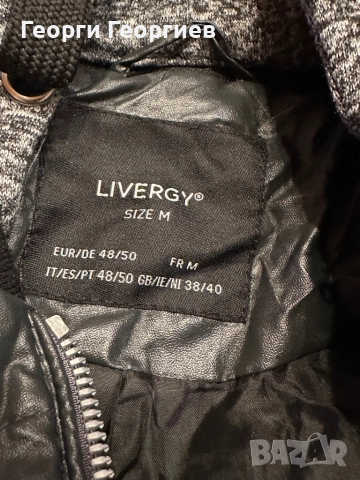 Георги Георгиев
LIVERGY®
SIZE M
EUR/DE 48/50 FR M
IT/ES/PT 48/50 GB/IE/NI 38/40
BAZAR